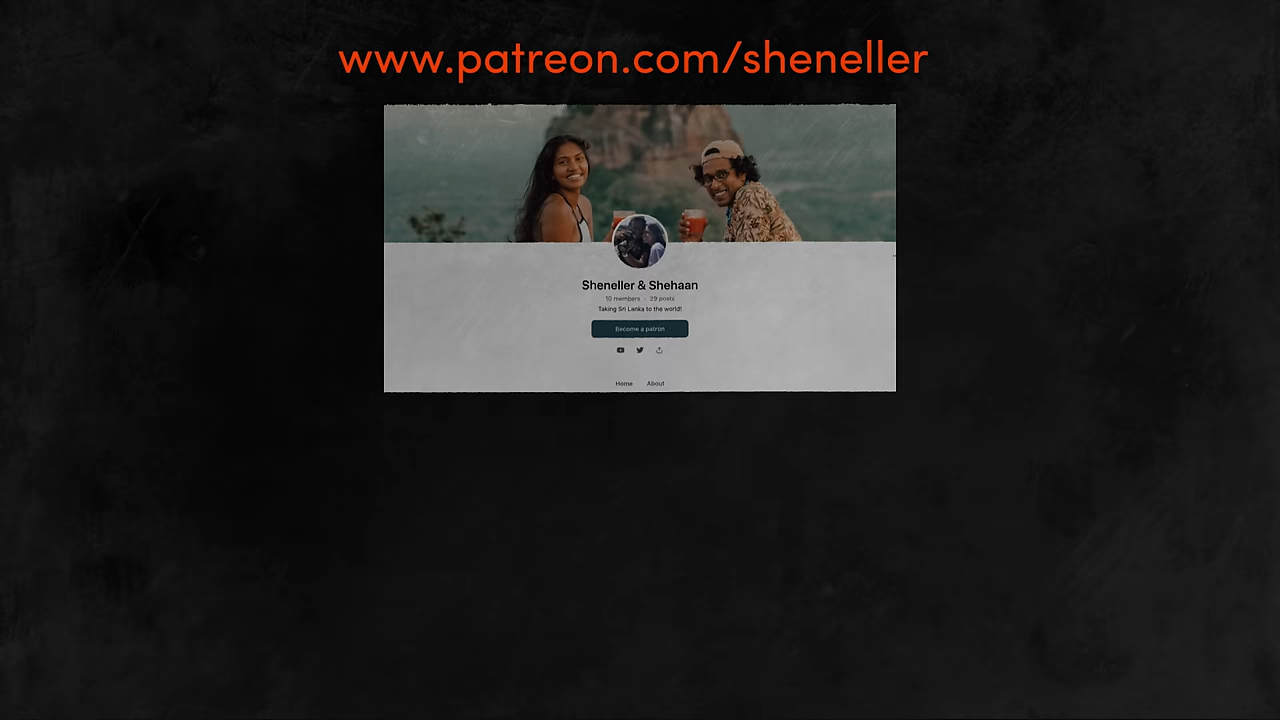 www.patreon.com/sheneller
Sheneller & Shehaan
10 members · 29 posts
Taking Sri Lanka to the world!
Become a patron
Home About